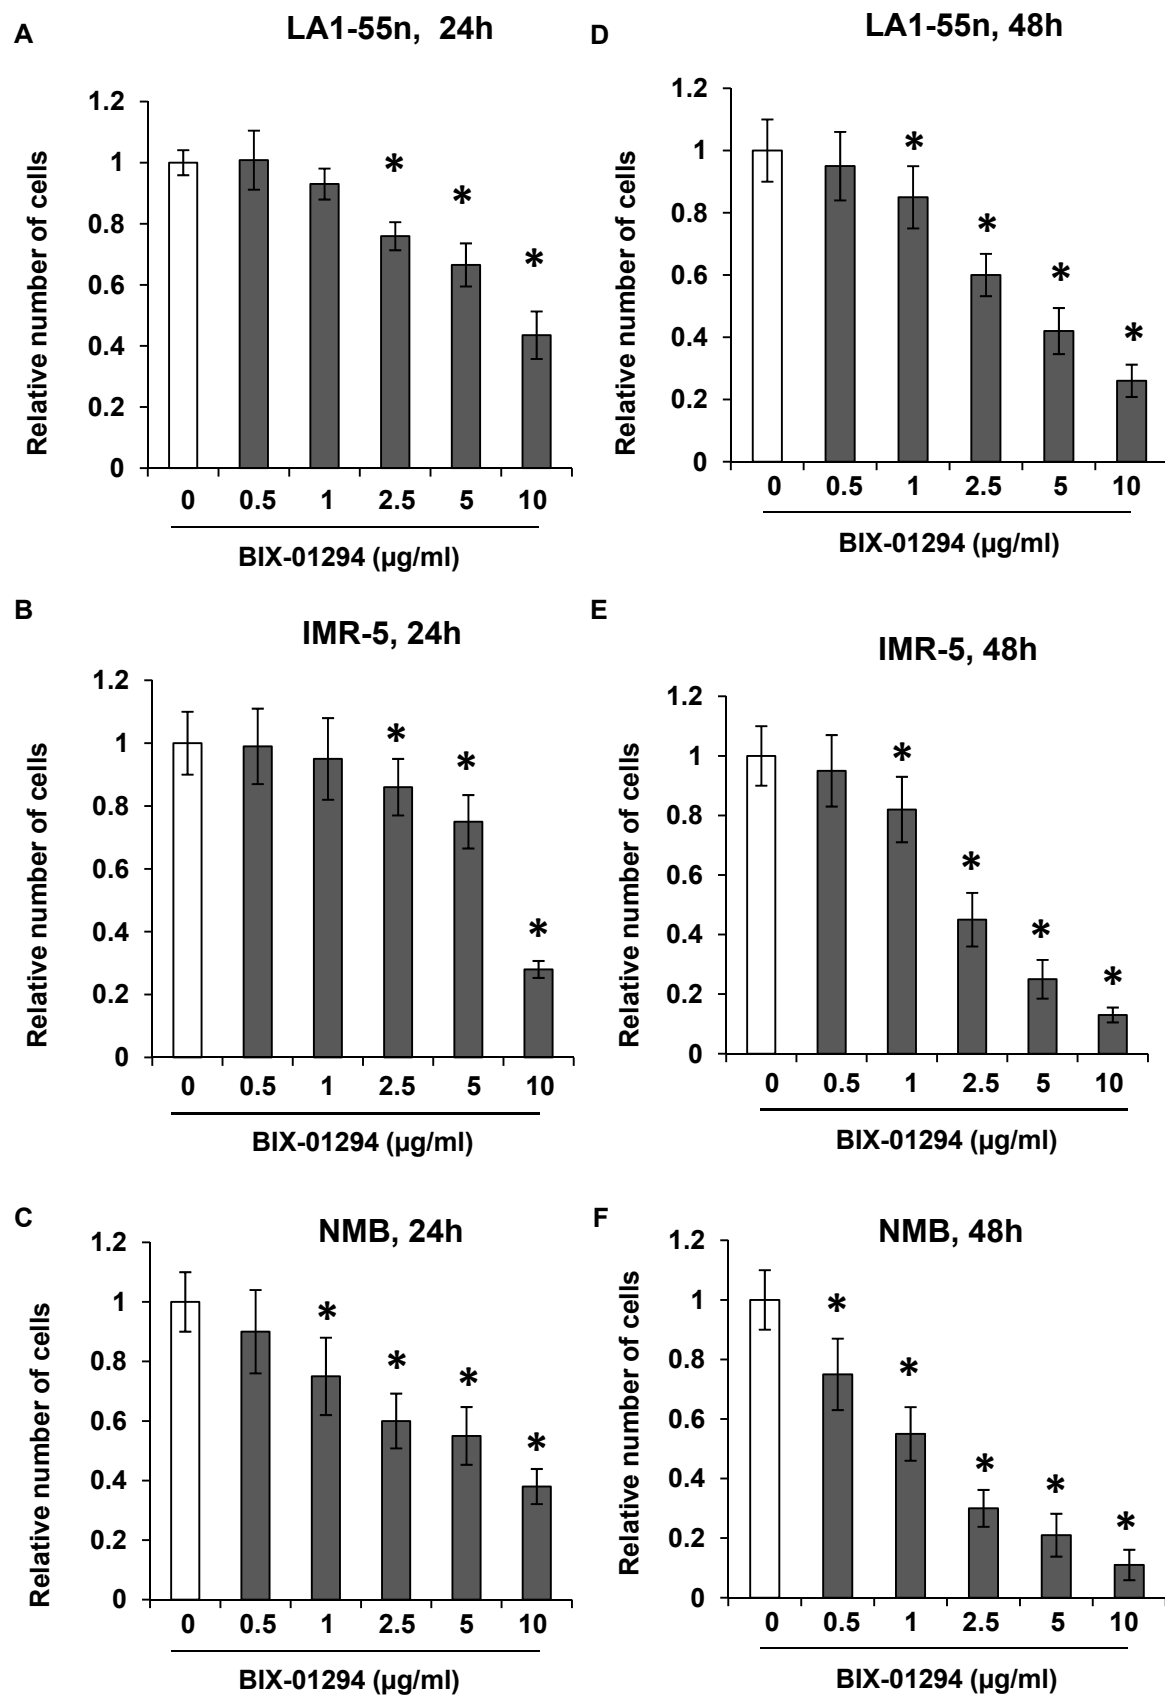 A
LA1-55n, 24h
Relative number of cells
1.2
1
0.8
0.6
0.4
0.2
0
* * *
0 0.5 1 2.5 5 10
BIX-01294 (µg/ml)
D
LA1-55n, 48h
Relative number of cells
1.2
1
0.8
0.6
0.4
0.2
0
* * * *
0 0.5 1 2.5 5 10
BIX-01294 (µg/ml)
B
IMR-5, 24h
Relative number of cells
1.2
1
0.8
0.6
0.4
0.2
0
* * *
0 0.5 1 2.5 5 10
BIX-01294 (µg/ml)
E
IMR-5, 48h
Relative number of cells
1.2
1
0.8
0.6
0.4
0.2
0
* * * *
0 0.5 1 2.5 5 10
BIX-01294 (µg/ml)
C
NMB, 24h
Relative number of cells
1.2
1
0.8
0.6
0.4
0.2
0
* * * *
0 0.5 1 2.5 5 10
BIX-01294 (µg/ml)
F
NMB, 48h
Relative number of cells
1.2
1
0.8
0.6
0.4
0.2
0
* * * * *
0 0.5 1 2.5 5 10
BIX-01294 (µg/ml)